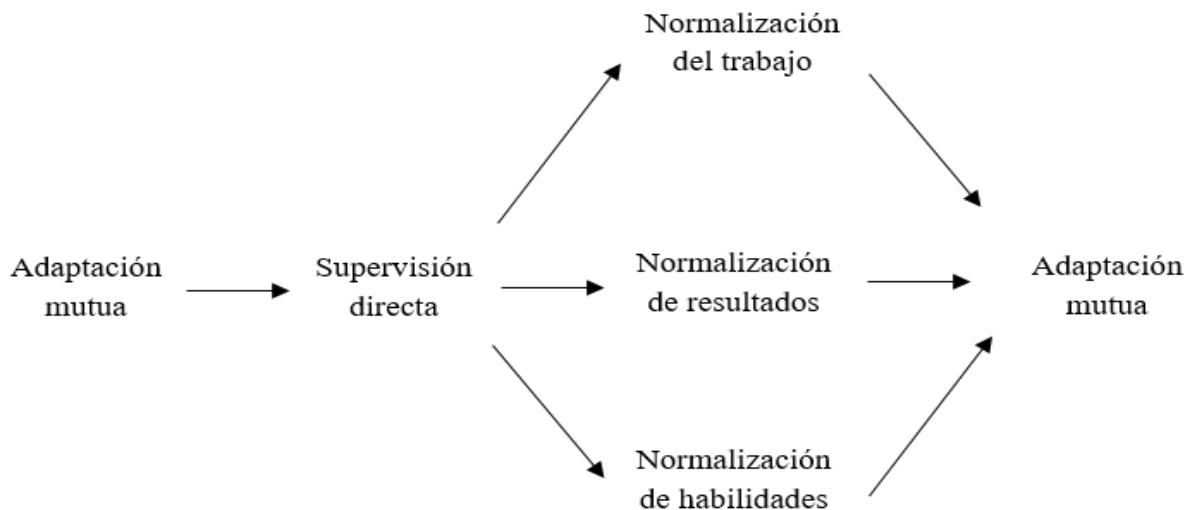 Normalización
del trabajo
Adaptación
mutua
Supervisión
directa
Normalización
de resultados
Adaptación
mutua
Normalización
de habilidades